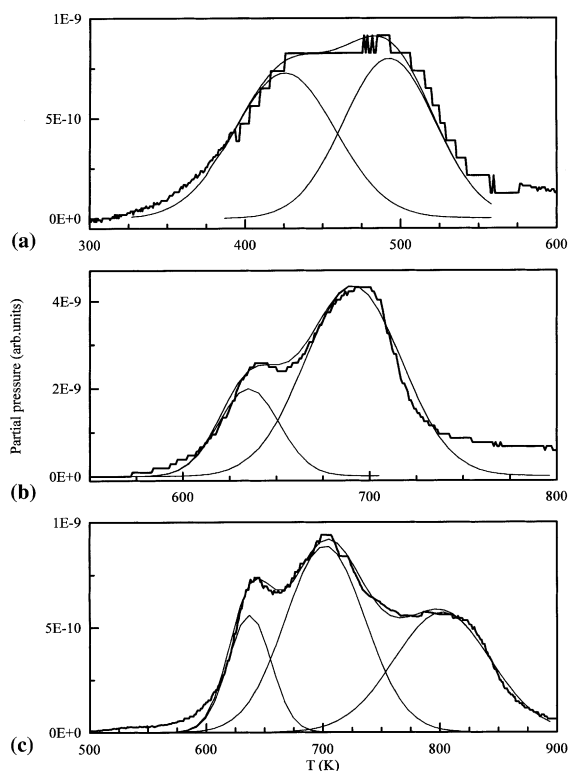 1E-9
5E-10
0E+0
(a)
300 400 500 600
4E-9
2E-9
0E+0
(b)
600 700 800
Partial pressure (arb.units)
1E-9
5E-10
0E+0
(c)
500 600 700 800 900
T (K)